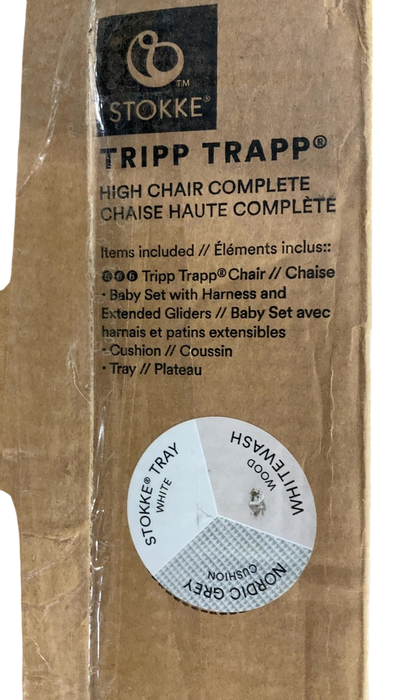 TM
STOKKE®
TRIPP TRAPP®
HIGH CHAIR COMPLETE
CHAISE HAUTE COMPLÈTE
Items included // Éléments inclus::
Tripp Trapp® Chair // Chaise
· Baby Set with Harness and
Extended Gliders // Baby Set avec
harnais et patins extensibles
· Cushion // Coussin
· Tray // Plateau
STOKKE® TRAY
WHITE
WHITEWASH
WOOD
NORDIC GREY
CUSHION